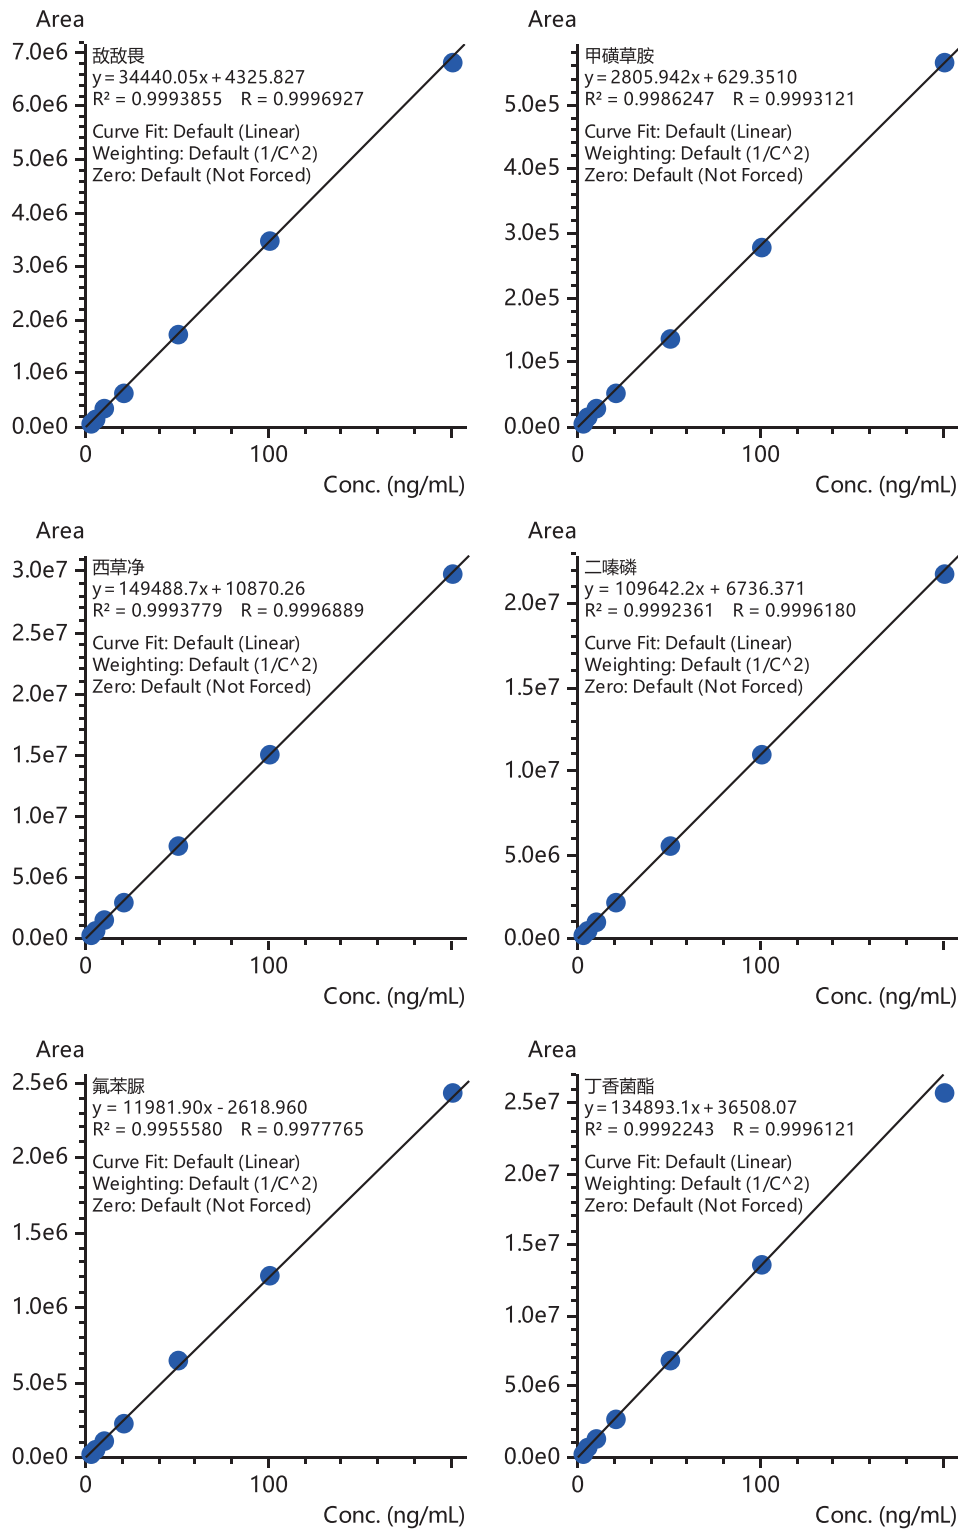 Area
敌敌畏
y = 34440.05x + 4325.827
R² = 0.9993855 R = 0.9996927
Curve Fit: Default (Linear)
Weighting: Default (1/C^2)
Zero: Default (Not Forced)
7.0e6
6.0e6
5.0e6
4.0e6
3.0e6
2.0e6
1.0e6
0.0e0
0 100
Conc. (ng/mL)
Area
甲磺草胺
y = 2805.942x + 629.3510
R² = 0.9986247 R = 0.9993121
Curve Fit: Default (Linear)
Weighting: Default (1/C^2)
Zero: Default (Not Forced)
5.0e5
4.0e5
3.0e5
2.0e5
1.0e5
0.0e0
0 100
Conc. (ng/mL)
Area
西草净
y = 149488.7x + 10870.26
R² = 0.9993779 R = 0.9996889
Curve Fit: Default (Linear)
Weighting: Default (1/C^2)
Zero: Default (Not Forced)
3.0e7
2.5e7
2.0e7
1.5e7
1.0e7
5.0e6
0.0e0
0 100
Conc. (ng/mL)
Area
二嗪磷
y = 109642.2x + 6736.371
R² = 0.9992361 R = 0.9996180
Curve Fit: Default (Linear)
Weighting: Default (1/C^2)
Zero: Default (Not Forced)
2.0e7
1.5e7
1.0e7
5.0e6
0.0e0
0 100
Conc. (ng/mL)
Area
氟苯脲
y = 11981.90x - 2618.960
R² = 0.9955580 R = 0.9977765
Curve Fit: Default (Linear)
Weighting: Default (1/C^2)
Zero: Default (Not Forced)
2.5e6
2.0e6
1.5e6
1.0e6
5.0e5
0.0e0
0 100
Conc. (ng/mL)
Area
丁香菌酯
y = 134893.1x + 36508.07
R² = 0.9992243 R = 0.9996121
Curve Fit: Default (Linear)
Weighting: Default (1/C^2)
Zero: Default (Not Forced)
2.5e7
2.0e7
1.5e7
1.0e7
5.0e6
0.0e0
0 100
Conc. (ng/mL)